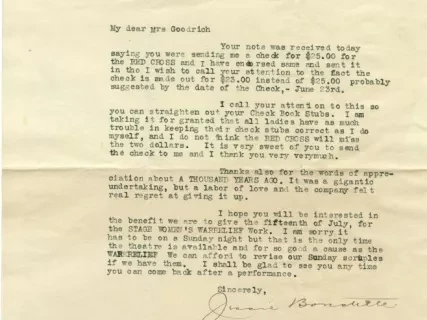 My dear Mrs Goodrich
Your note was received today
saying you were sending me a check for $25.00 for
the RED CROSS and I have endorsed same and sent it
in the I wish to call your attention to the fact the
check is made out for $23.00 instead of $25.00 probably
suggested by the date of the Check,- June 23rd.
I call your attention to this so
you can straighten out your Check Book Stubs. I am
taking it for granted that all ladies have as much
trouble in keeping their check stubs correct as I do
myself, and I do not think the RED CROSS will miss
the two dollars. It is very sweet of you to send
the check to me and I thank you very verymuch.
Thanks also for the words of appre-
ciation about A THOUSAND YEARS AGO. It was a gigantic
undertaking, but a labor of love and the company felt
real regret at giving it up.
I hope you will be interested in
the benefit we are to give the fifteenth of July, for
the STAGE WOMEN'S WARRELIEF Work. I am sorry it
has to be on a Sunday night but that is the only time
the theatre is available and for so good a cause as the
WARRELIEF We can afford to revise our Sunday scruples
if we have them. I shall be glad to see you any time
you can come back after a performance.
Sincerely,
Jessie Bonstelle